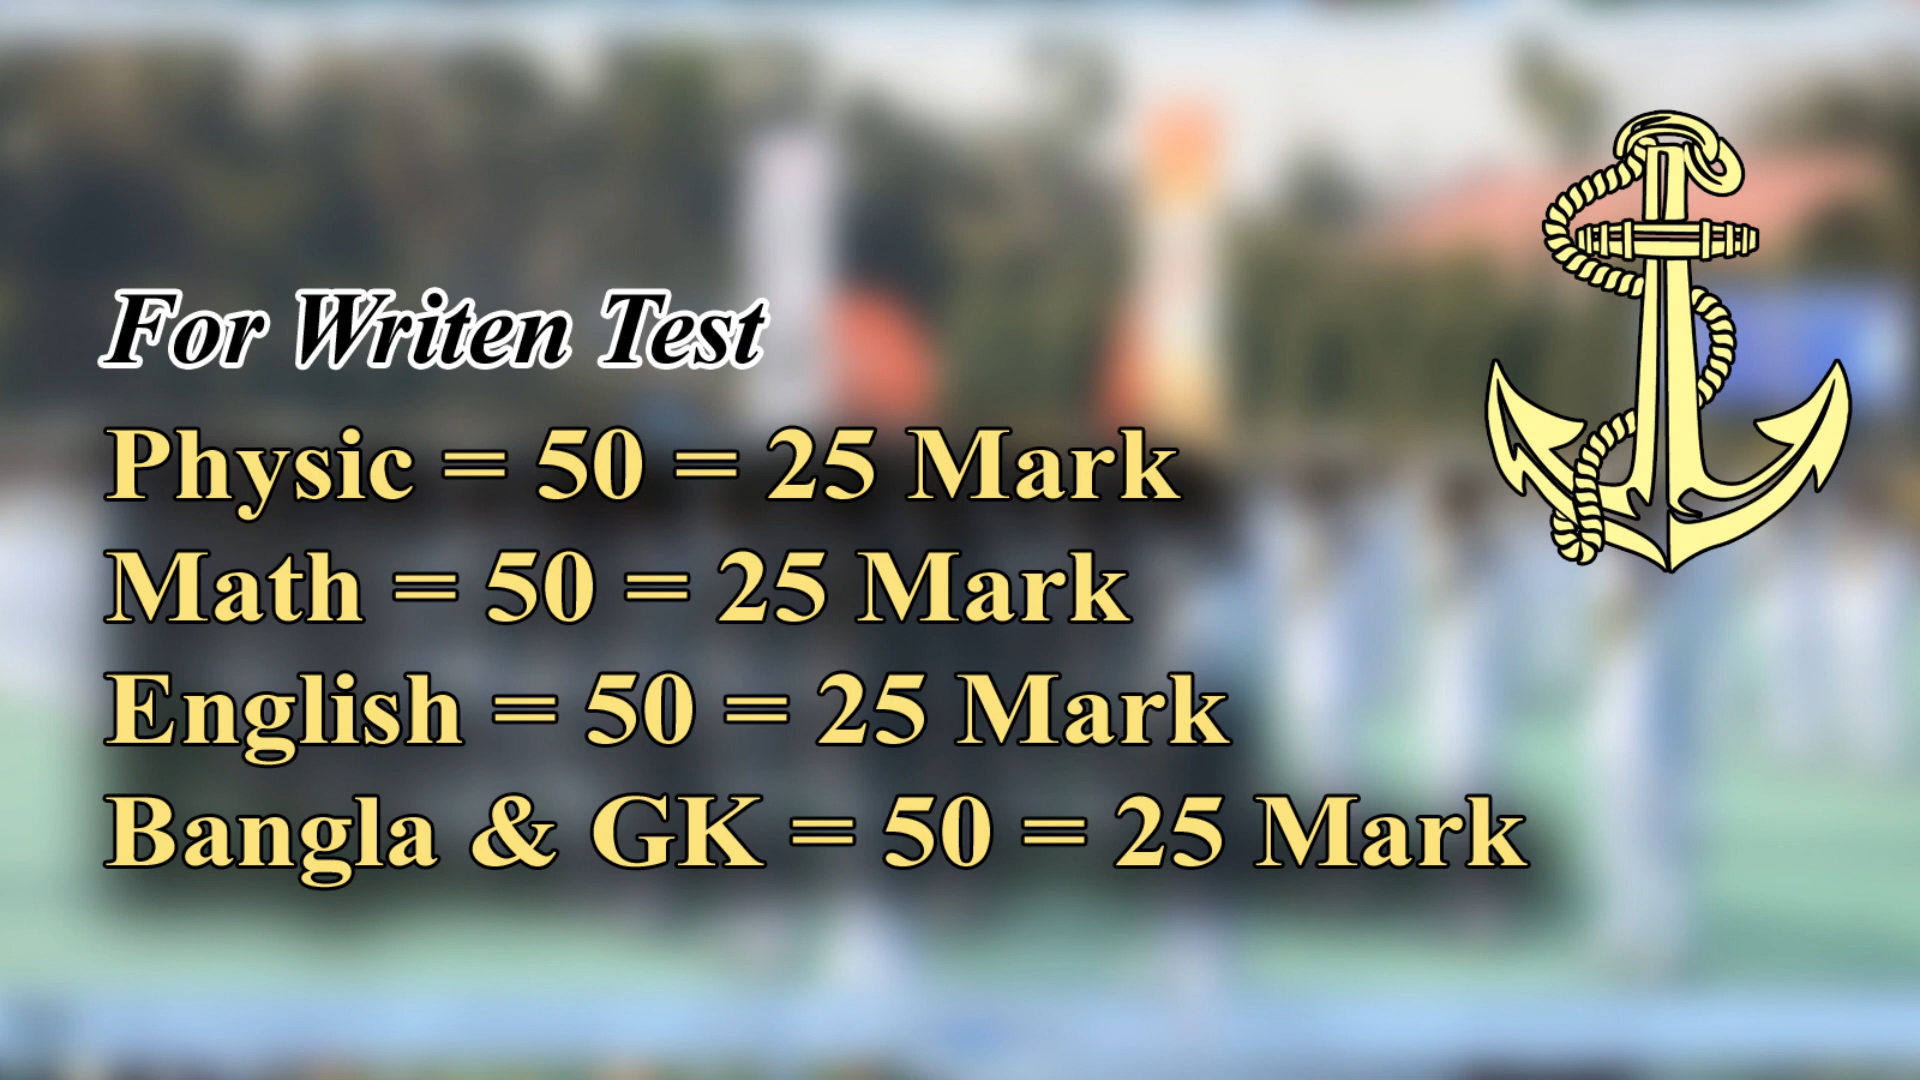 For Writen Test
Physic = 50 = 25 Mark
Math = 50 = 25 Mark
English = 50 = 25 Mark
Bangla & GK = 50 = 25 Mark